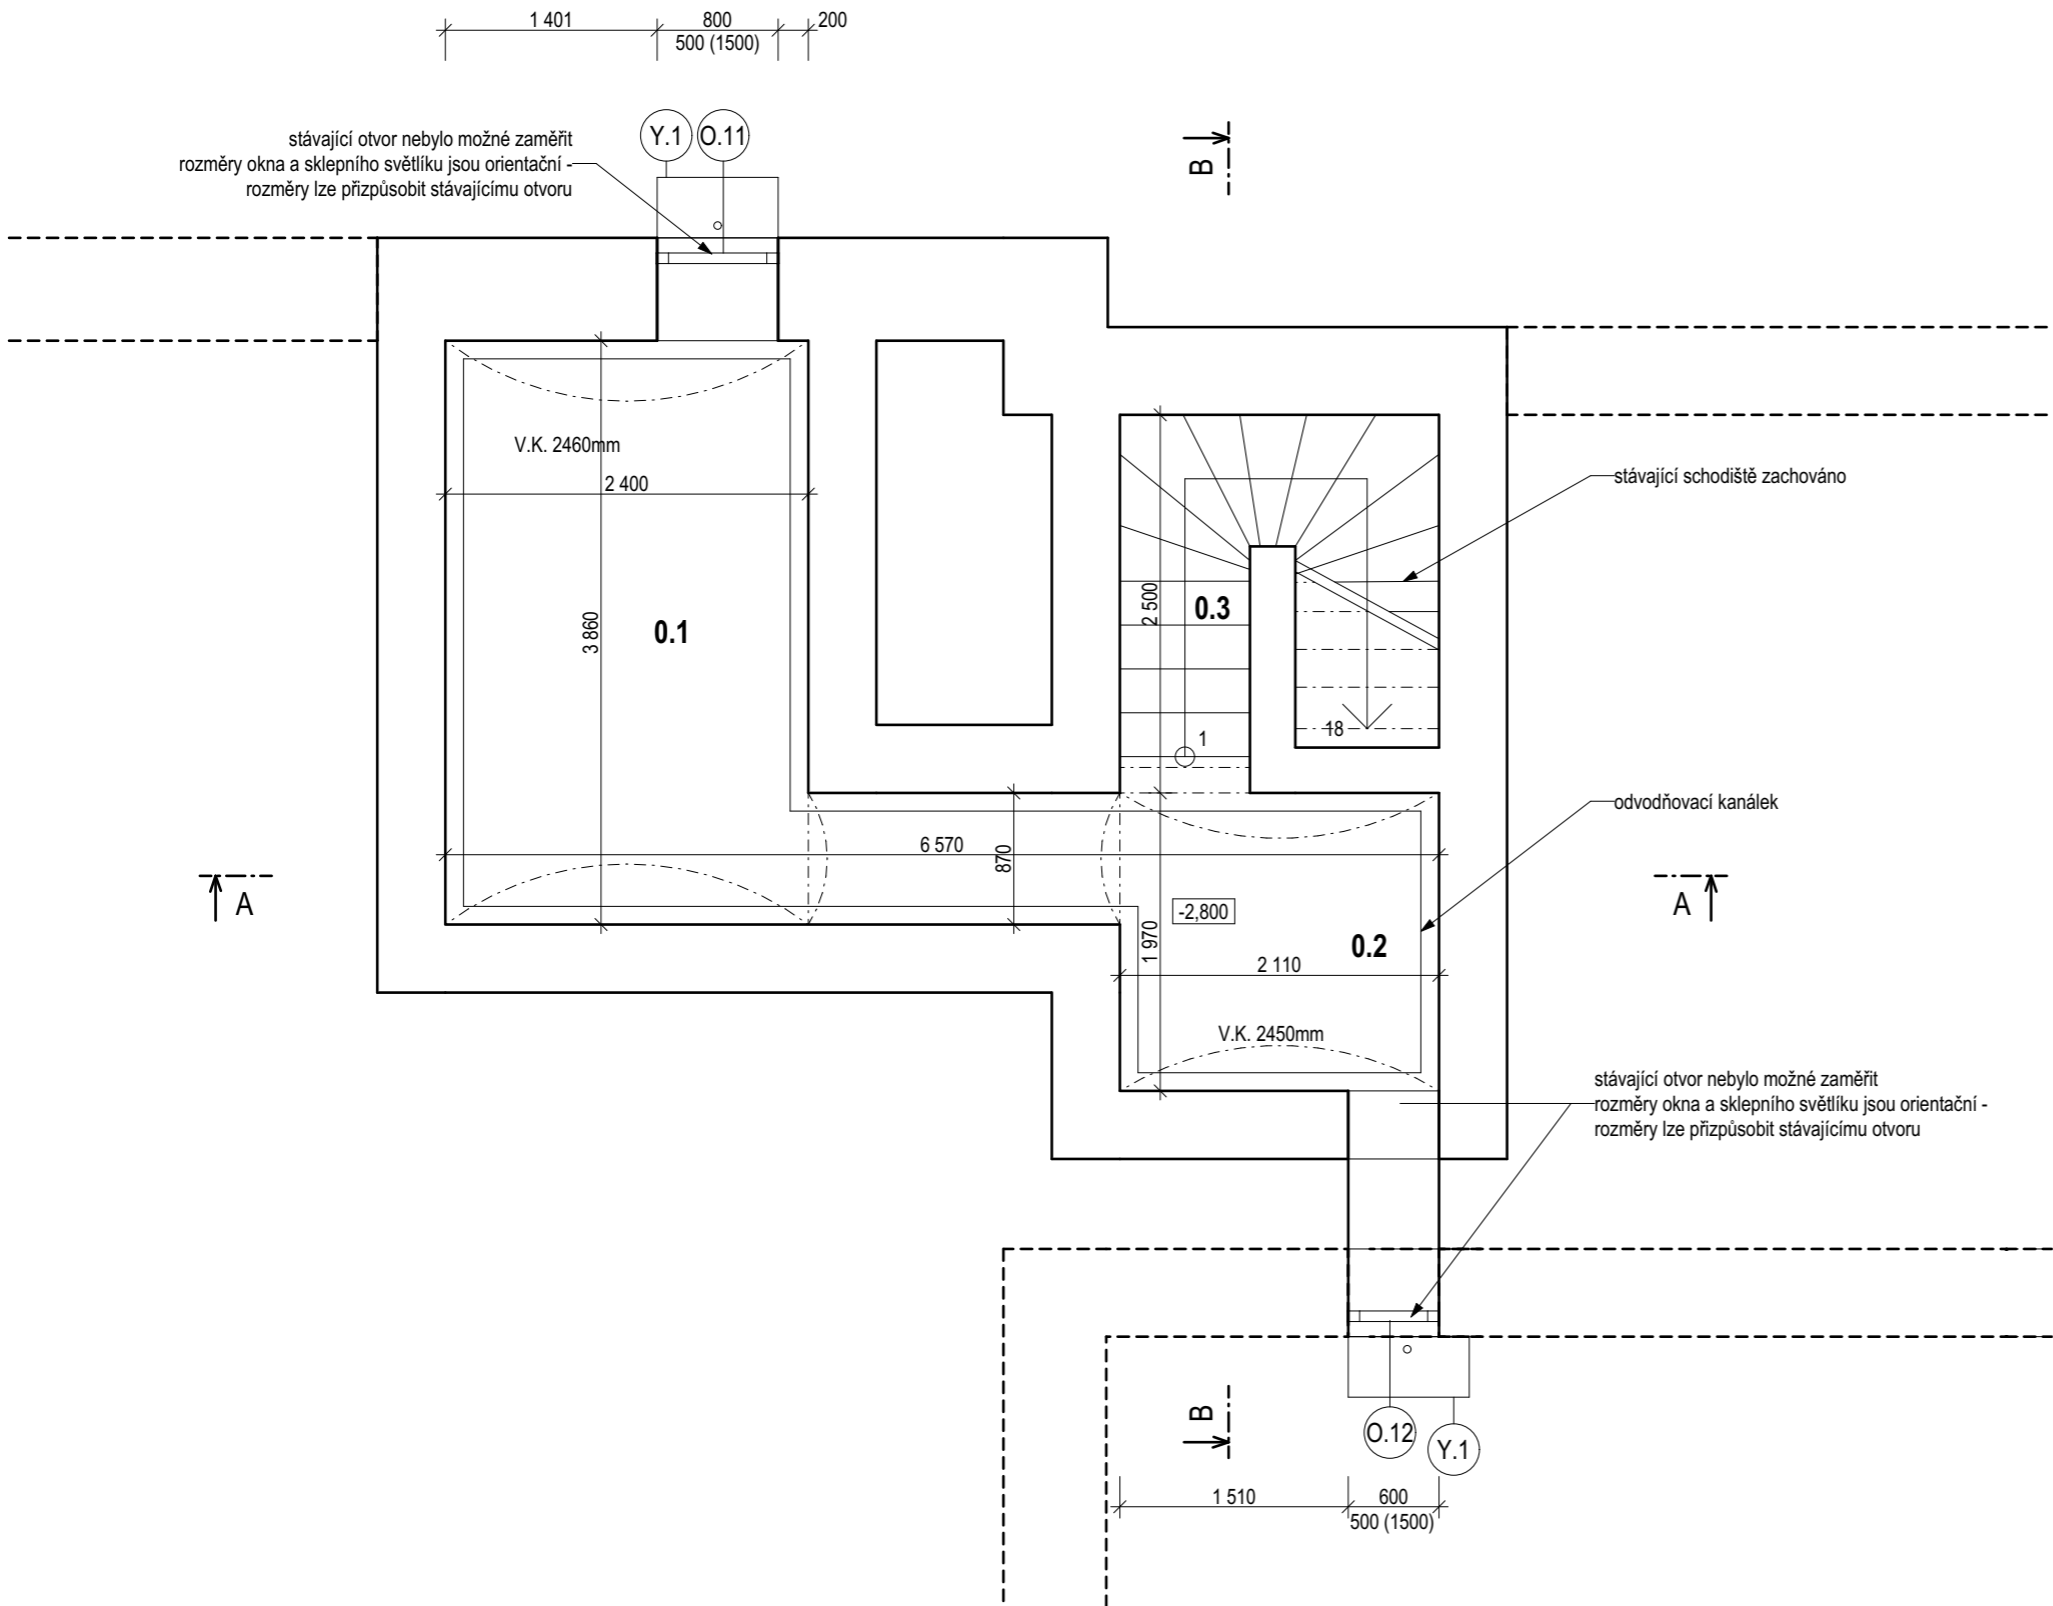 1 401
800
200
500 (1500)
stávající otvor nebylo možné zaměřit
rozměry okna a sklepního světlíku jsou orientační -
rozměry lze přizpůsobit stávajícímu otvoru
Y.1
O.11
B
V.K. 2460mm
2 400
stávající schodiště zachováno
3 860
0.1
2 500
0.3
1
18
odvodňovací kanálek
6 570
870
A
-2,800
A
1 970
0.2
2 110
V.K. 2450mm
stávající otvor nebylo možné zaměřit
rozměry okna a sklepního světlíku jsou orientační -
rozměry lze přizpůsobit stávajícímu otvoru
B
O.12
Y.1
1 510
600
500 (1500)